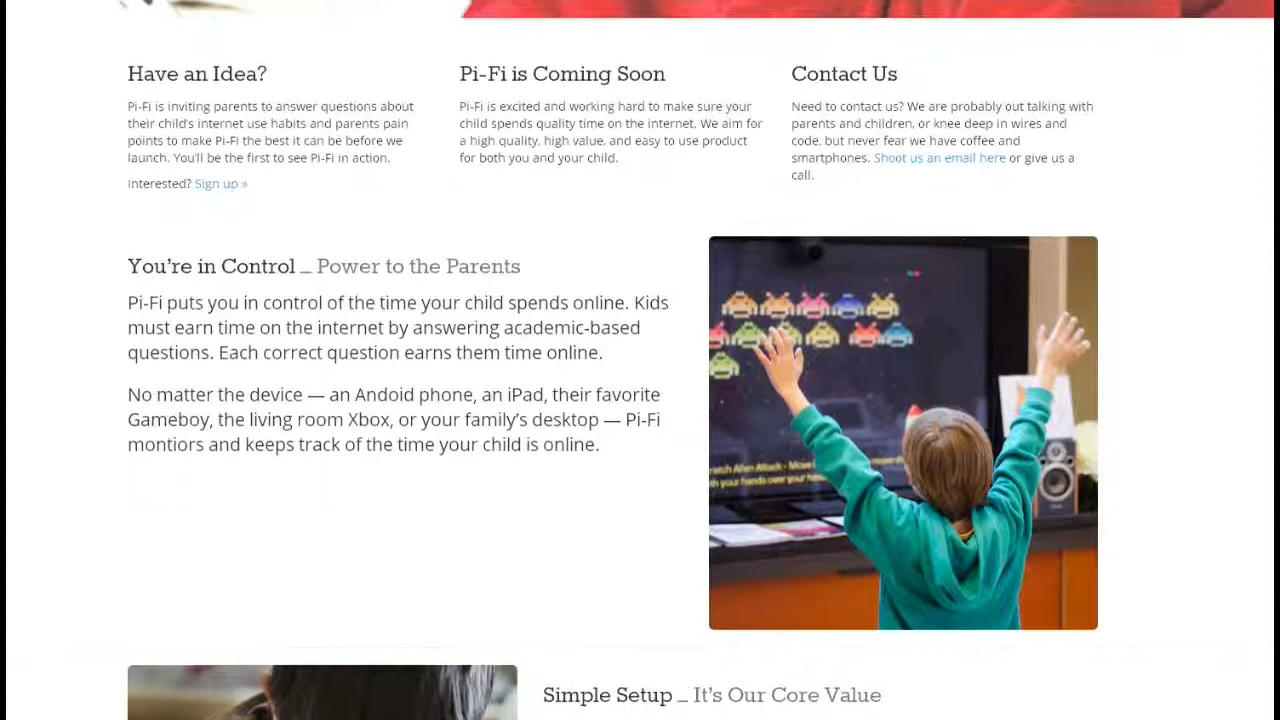 Have an Idea?
Pi-Fi is inviting parents to answer questions about
their child's internet use habits and parents pain
points to make Pi-Fi the best it can be before we
launch. You'll be the first to see Pi-Fi in action.
Interested? Sign up »
Pi-Fi is Coming Soon
Pi-Fi is excited and working hard to make sure your
child spends quality time on the internet. We aim for
a high quality, high value, and easy to use product
for both you and your child.
Contact Us
Need to contact us? We are probably out talking with
parents and children, or knee deep in wires and
code, but never fear we have coffee and
smartphones. Shoot us an email here or give us a
call.
You're in Control _ Power to the Parents
Pi-Fi puts you in control of the time your child spends online. Kids
must earn time on the internet by answering academic-based
questions. Each correct question earns them time online.
No matter the device — an Andoid phone, an iPad, their favorite
Gameboy, the living room Xbox, or your family's desktop — Pi-Fi
montiors and keeps track of the time your child is online.
Alien Attack - Move
your hands over your
Simple Setup _ It's Our Core Value